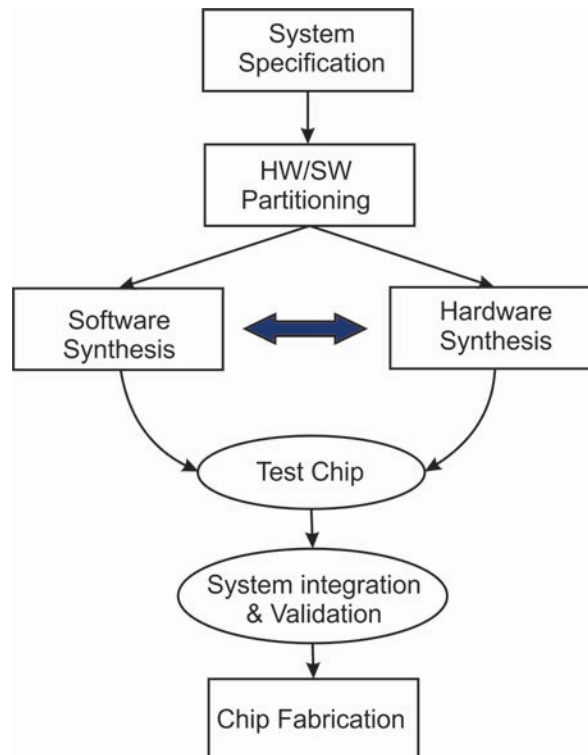 System
Specification
HW/SW
Partitioning
Software
Synthesis
Hardware
Synthesis
Test Chip
System integration
& Validation
Chip Fabrication